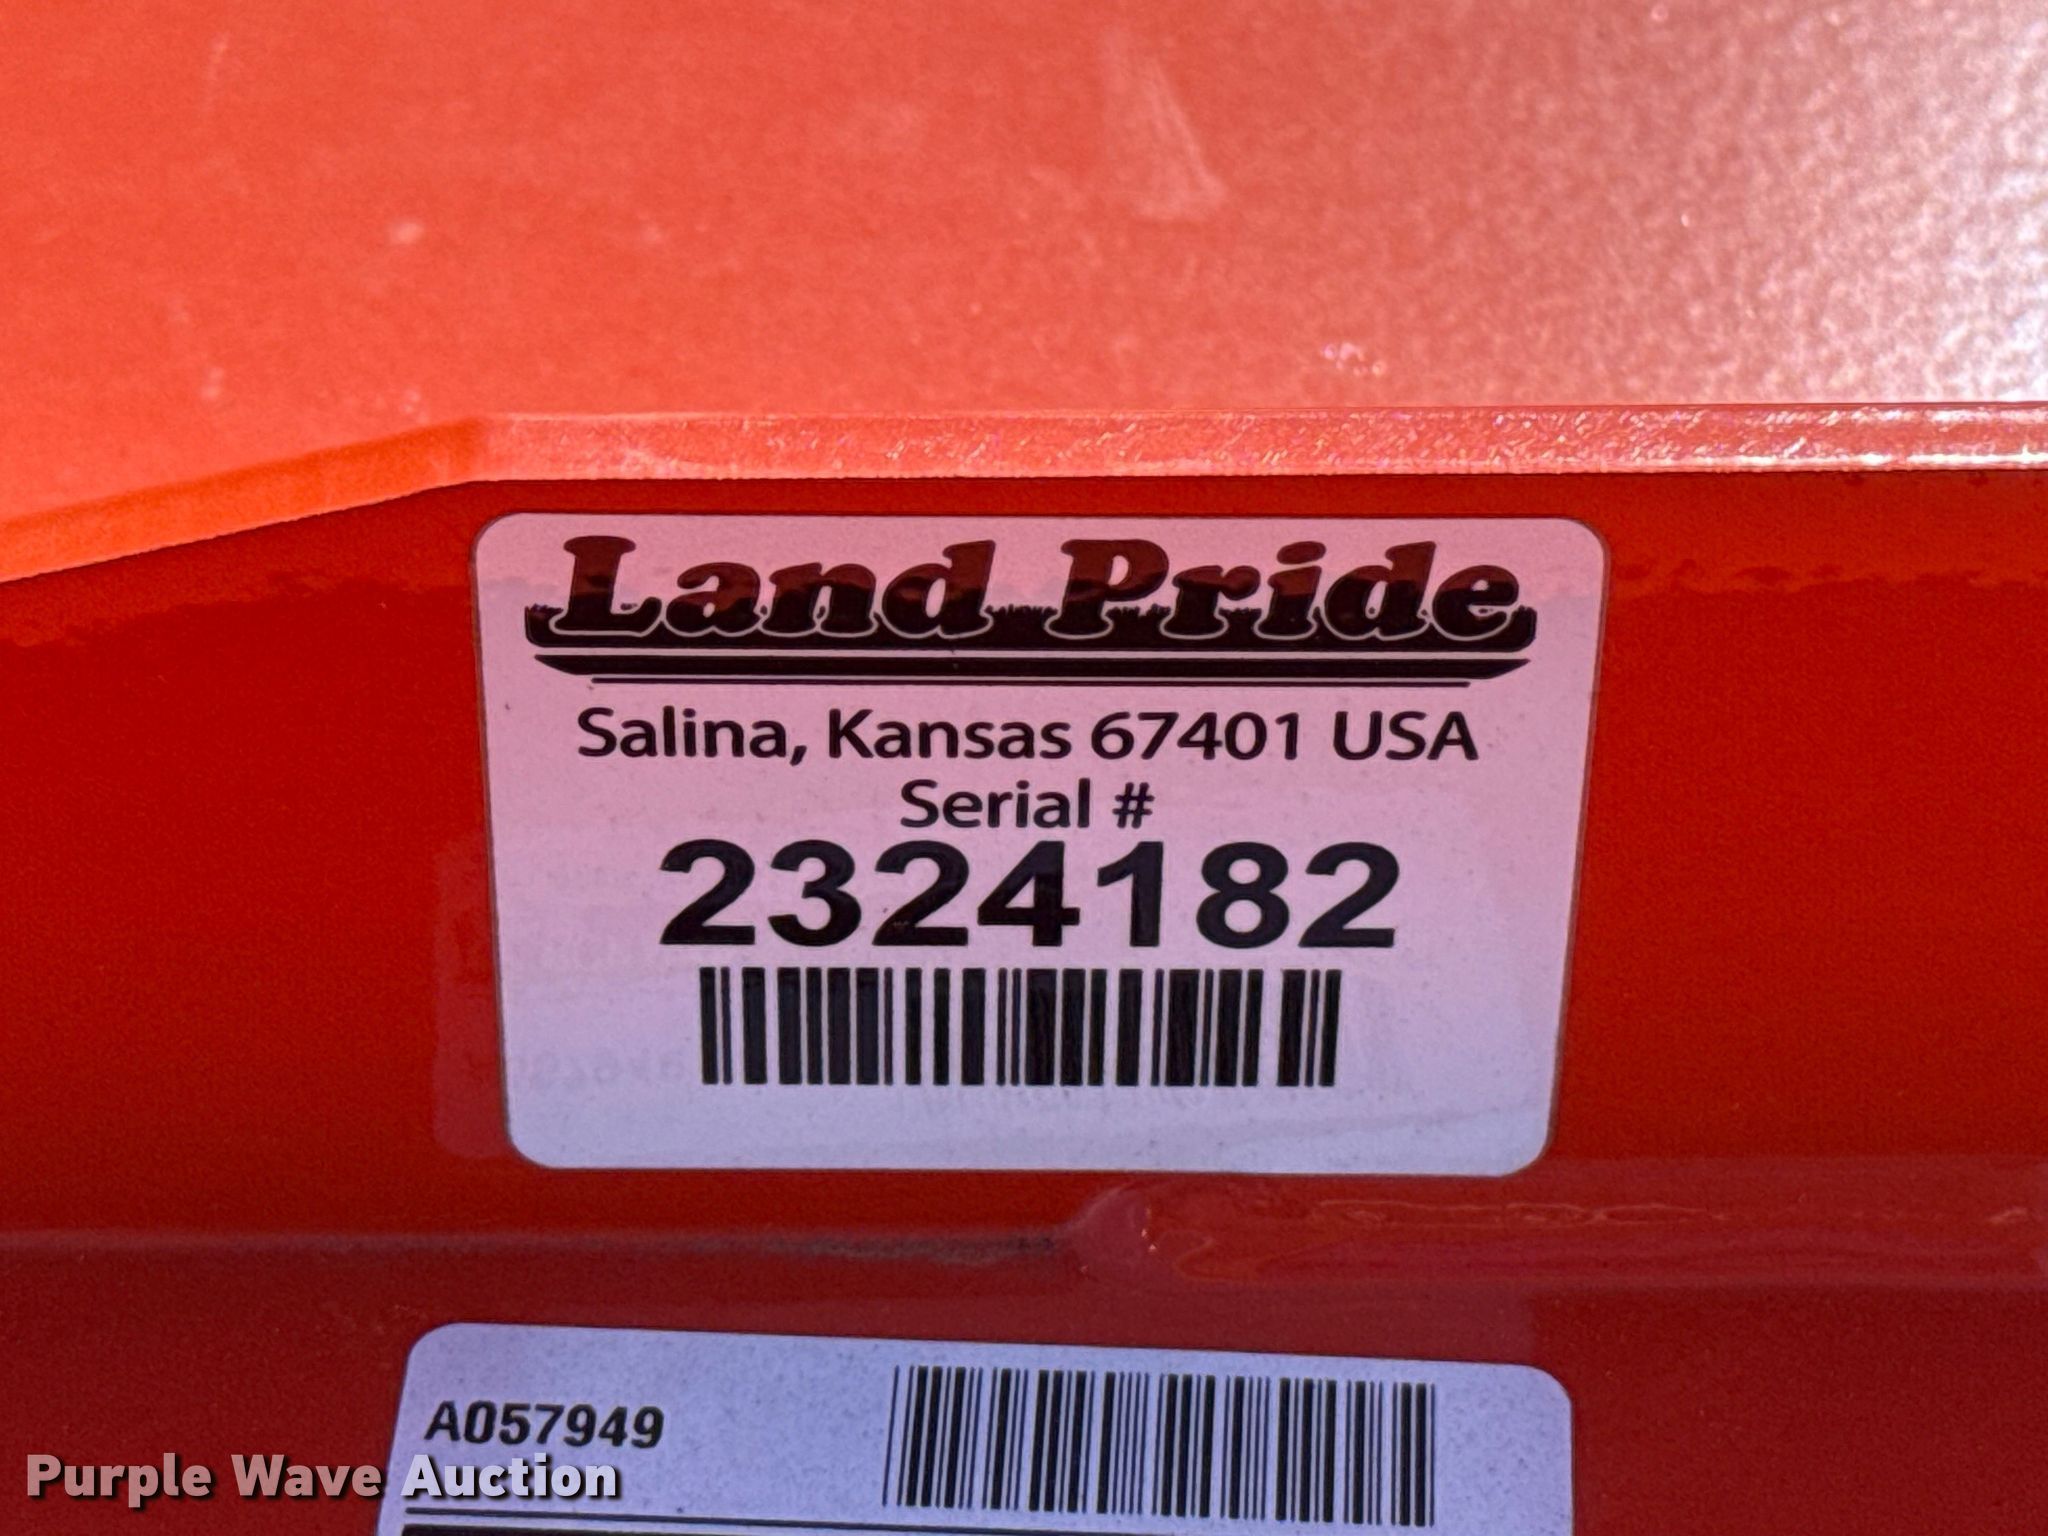 Land Pride
Salina, Kansas 67401 USA
Serial #
2324182
A057949
Purple Wave Auction